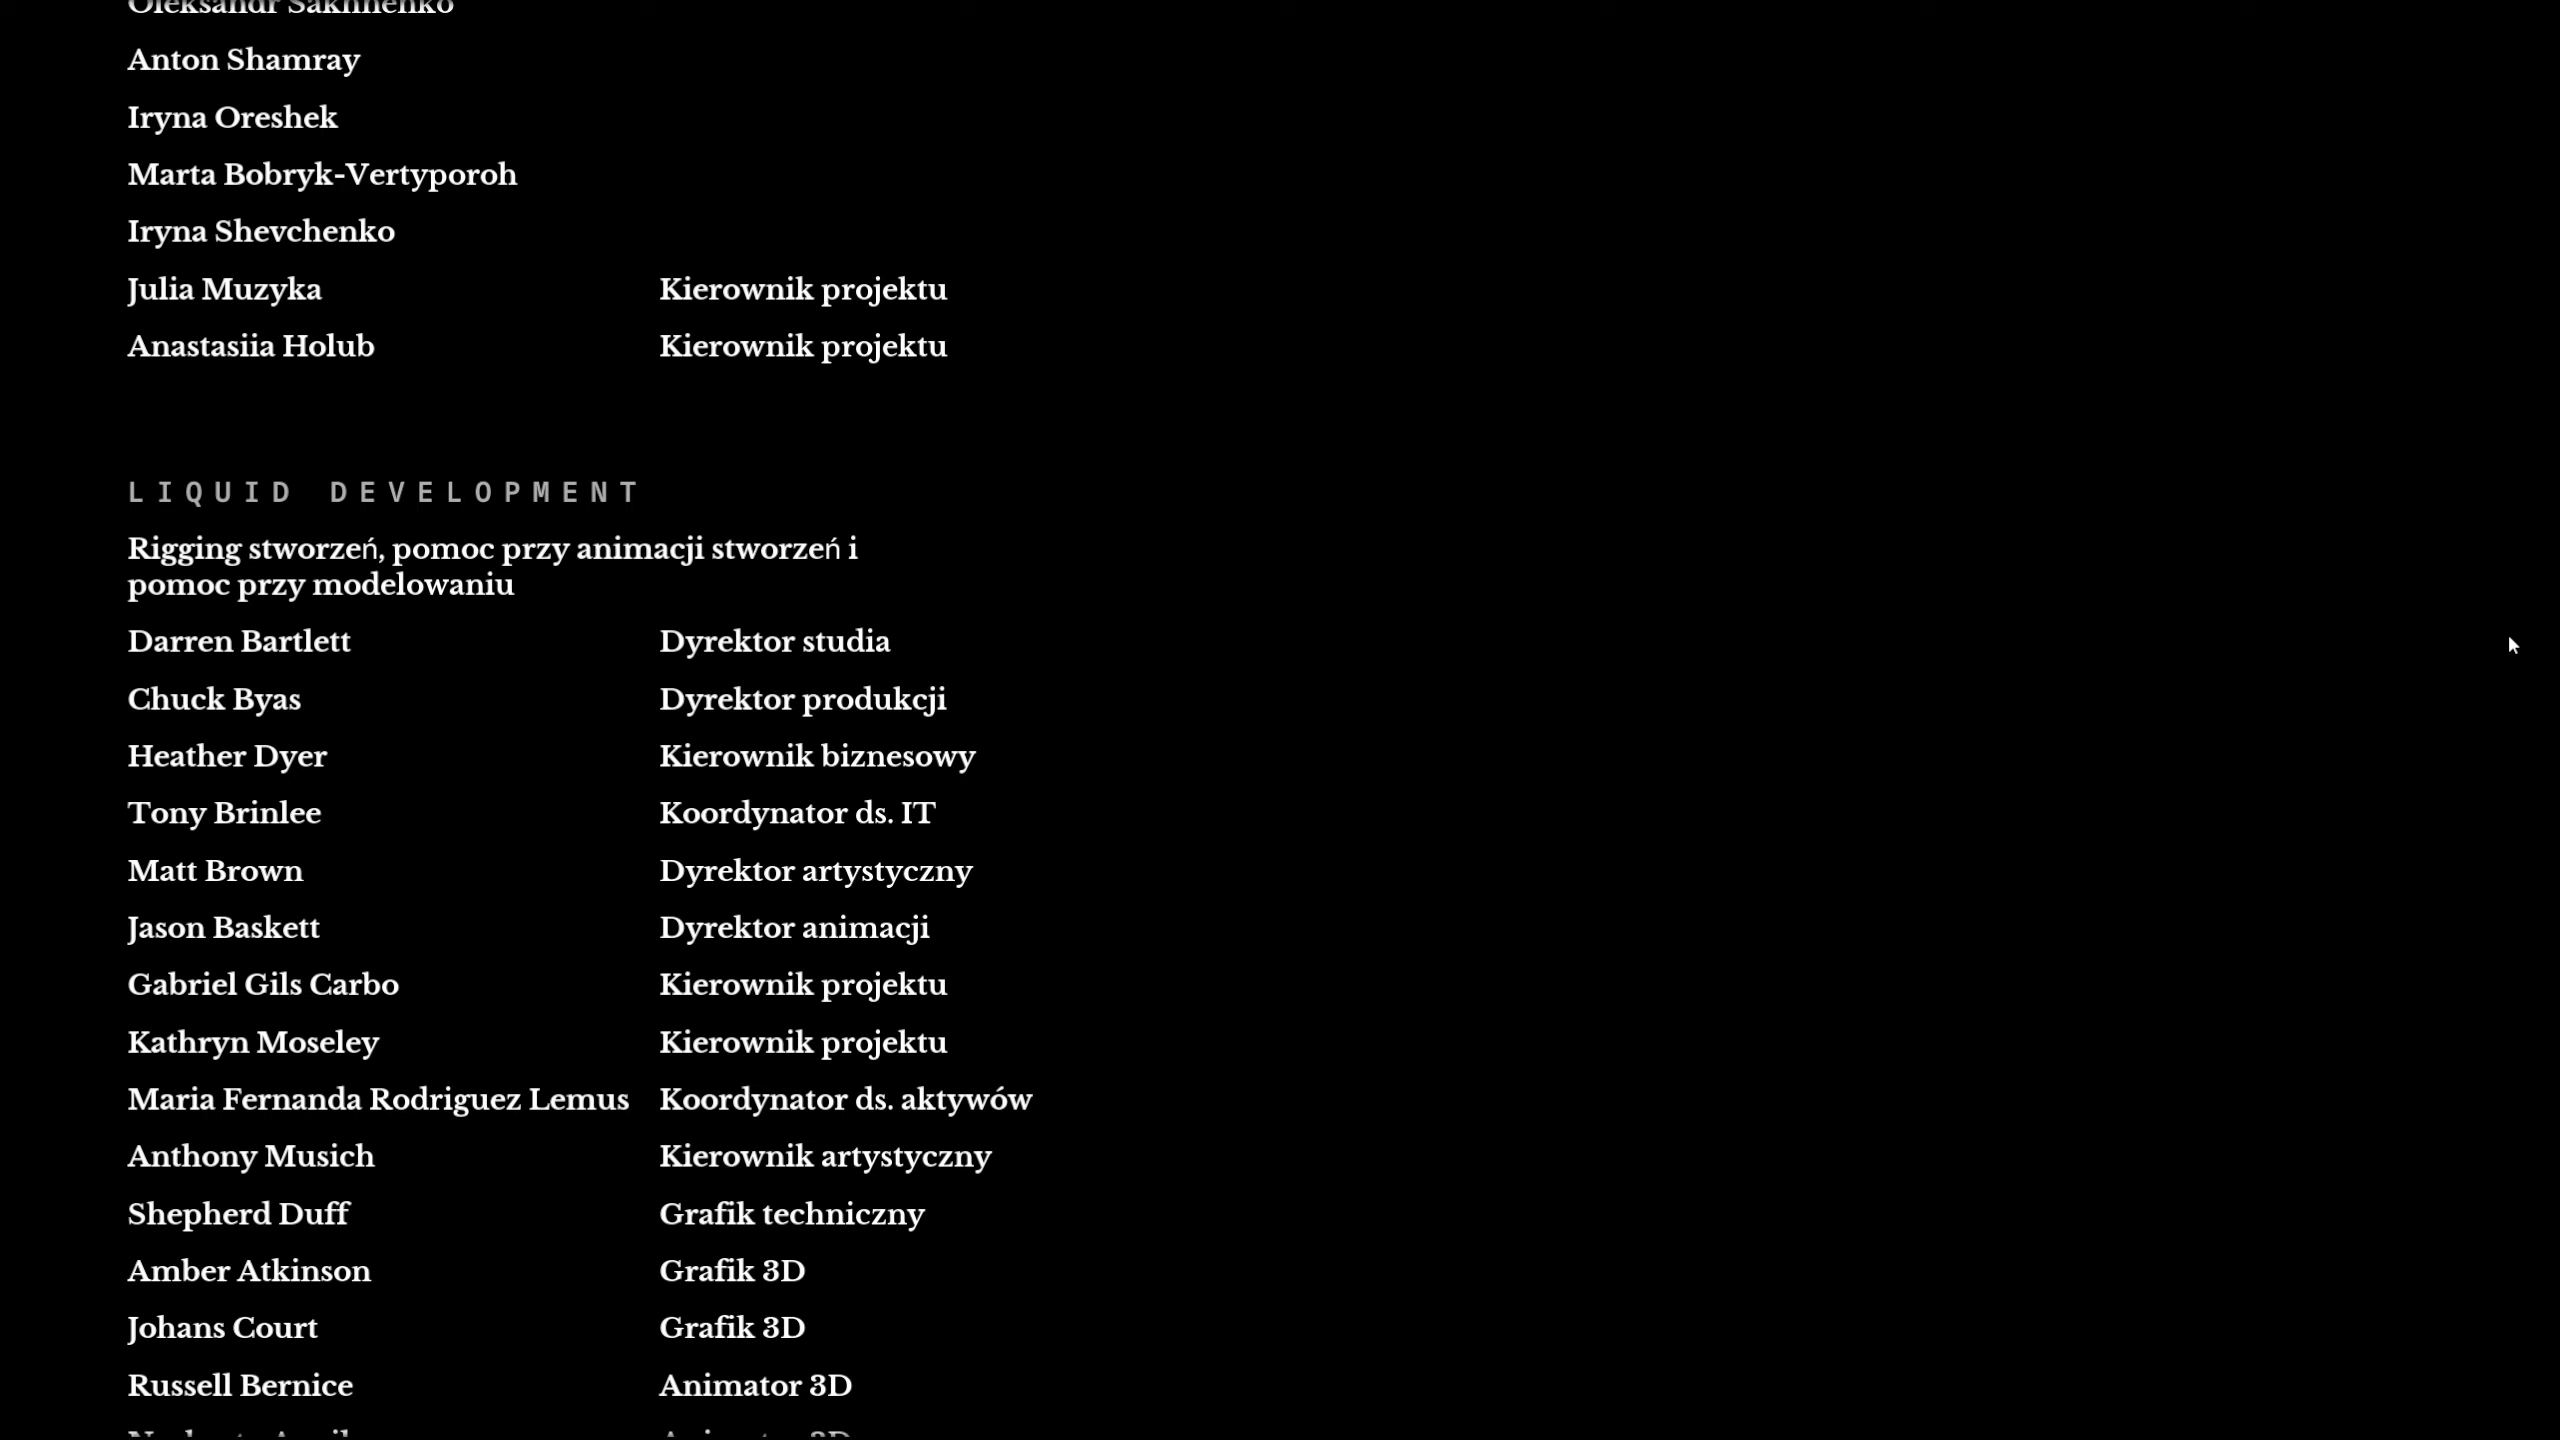 Oleksandr Sakhnenko
Anton Shamray
Iryna Oreshek
Marta Bobryk-Vertyporoh
Iryna Shevchenko
Julia Muzyka Kierownik projektu
Anastasiia Holub Kierownik projektu
LIQUID DEVELOPMENT
Rigging stworzeń, pomoc przy animacji stworzeń i
pomoc przy modelowaniu
Darren Bartlett Dyrektor studia
Chuck Byas Dyrektor produkcji
Heather Dyer Kierownik biznesowy
Tony Brinlee Koordynator ds. IT
Matt Brown Dyrektor artystyczny
Jason Baskett Dyrektor animacji
Gabriel Gils Carbo Kierownik projektu
Kathryn Moseley Kierownik projektu
Maria Fernanda Rodriguez Lemus Koordynator ds. aktywów
Anthony Musich Kierownik artystyczny
Shepherd Duff Grafik techniczny
Amber Atkinson Grafik 3D
Johans Court Grafik 3D
Russell Bernice Animator 3D
Animator 3D